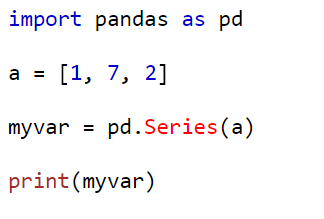 import pandas as pd
a = [1, 7, 2]
myvar = pd.Series(a)
print(myvar)